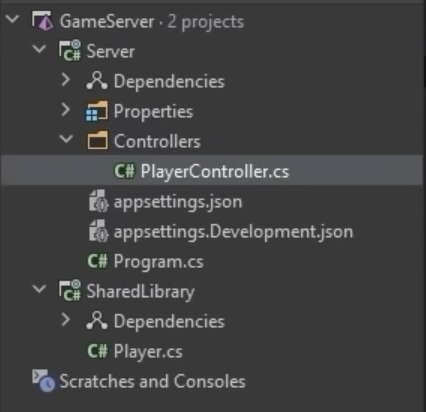 GameServer · 2 projects
C# Server
Dependencies
Properties
Controllers
C# PlayerController.cs
appsettings.json
appsettings.Development.json
C# Program.cs
C# SharedLibrary
Dependencies
C# Player.cs
Scratches and Consoles